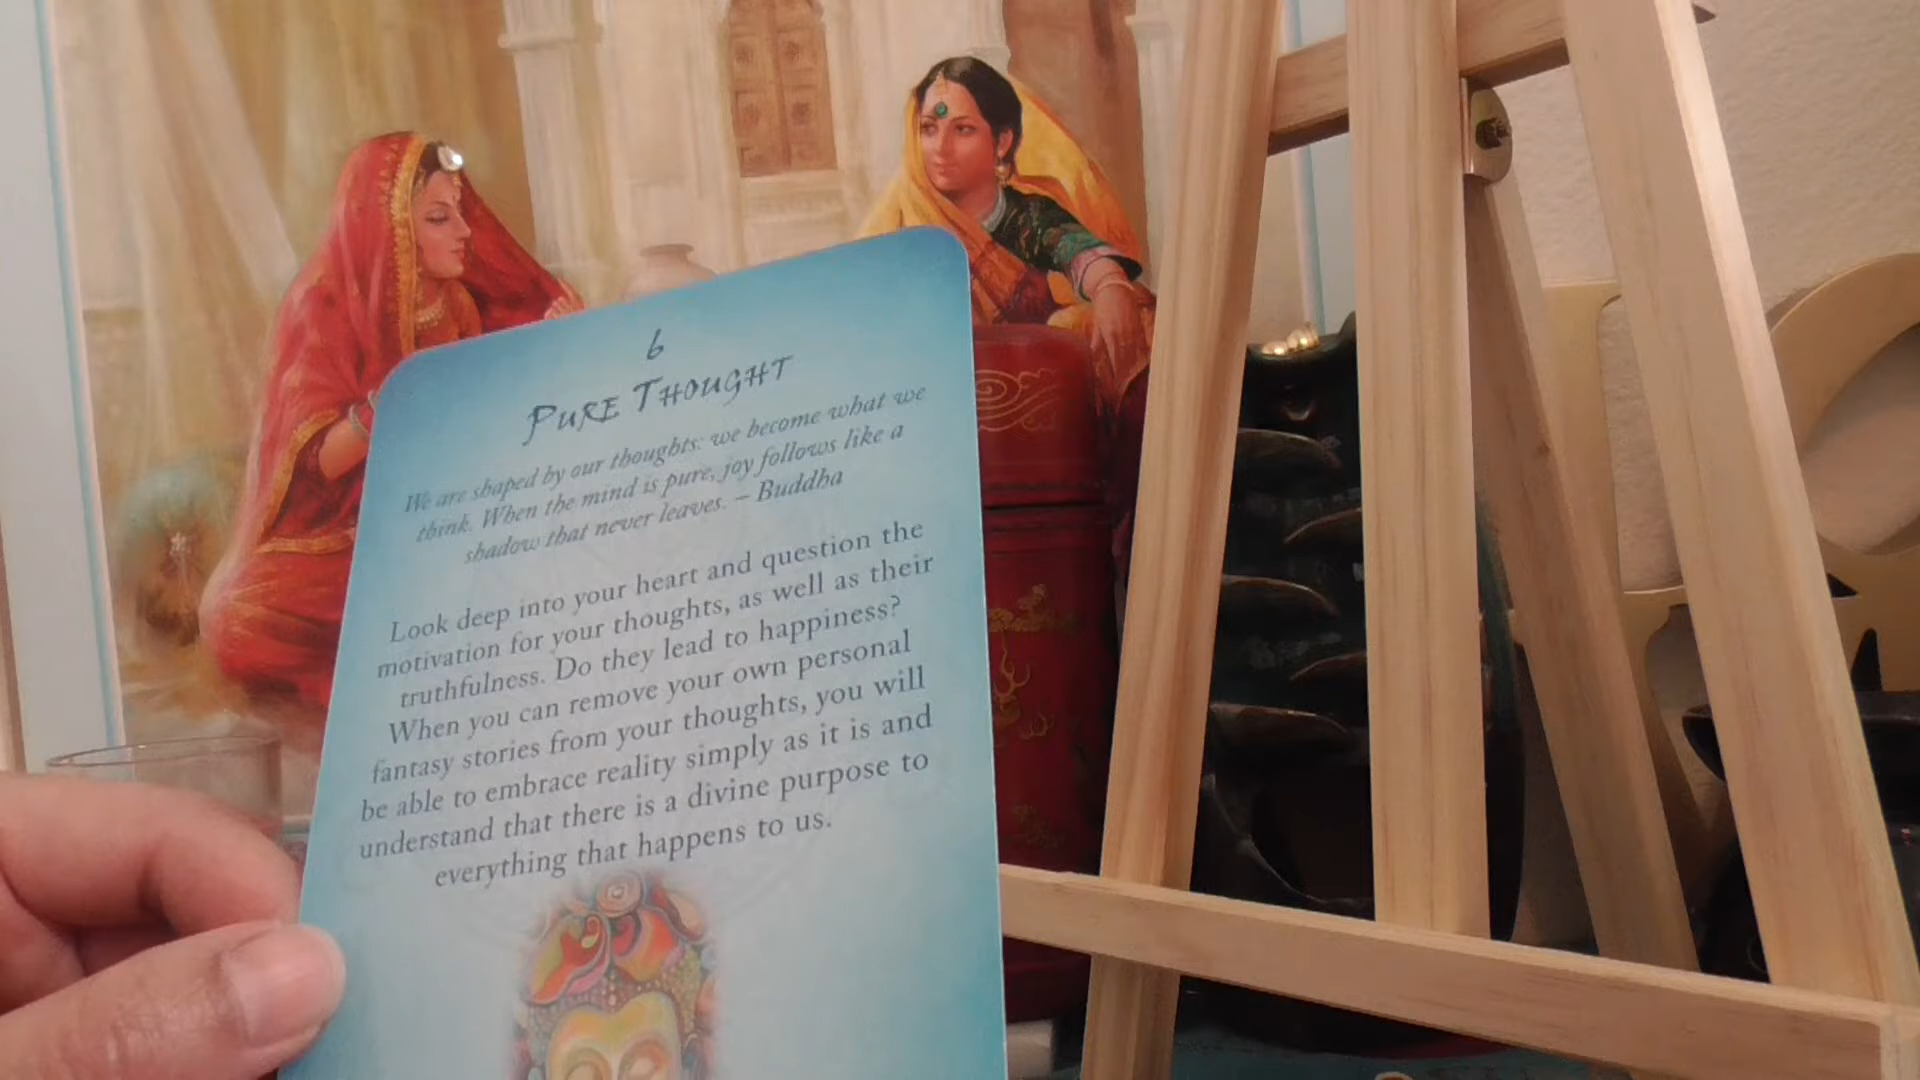 6
PURE THOUGHT
We are shaped by our thoughts: we become what we
think. When the mind is pure, joy follows like a
shadow that never leaves. – Buddha
Look deep into your heart and question the
motivation for your thoughts, as well as their
truthfulness. Do they lead to happiness?
When you can remove your own personal
fantasy stories from your thoughts, you will
be able to embrace reality simply as it is and
understand that there is a divine purpose to
everything that happens to us.